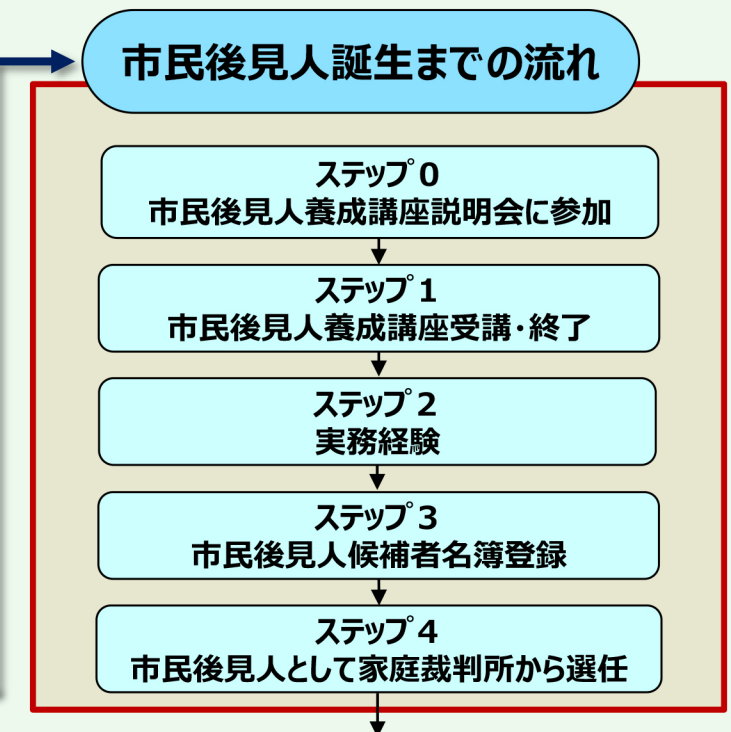 市民後見人誕生までの流れ
ステップ0
市民後見人養成講座説明会に参加
ステップ1
市民後見人養成講座受講・終了
ステップ2
実務経験
ステップ3
市民後見人候補者名簿登録
ステップ4
市民後見人として家庭裁判所から選任